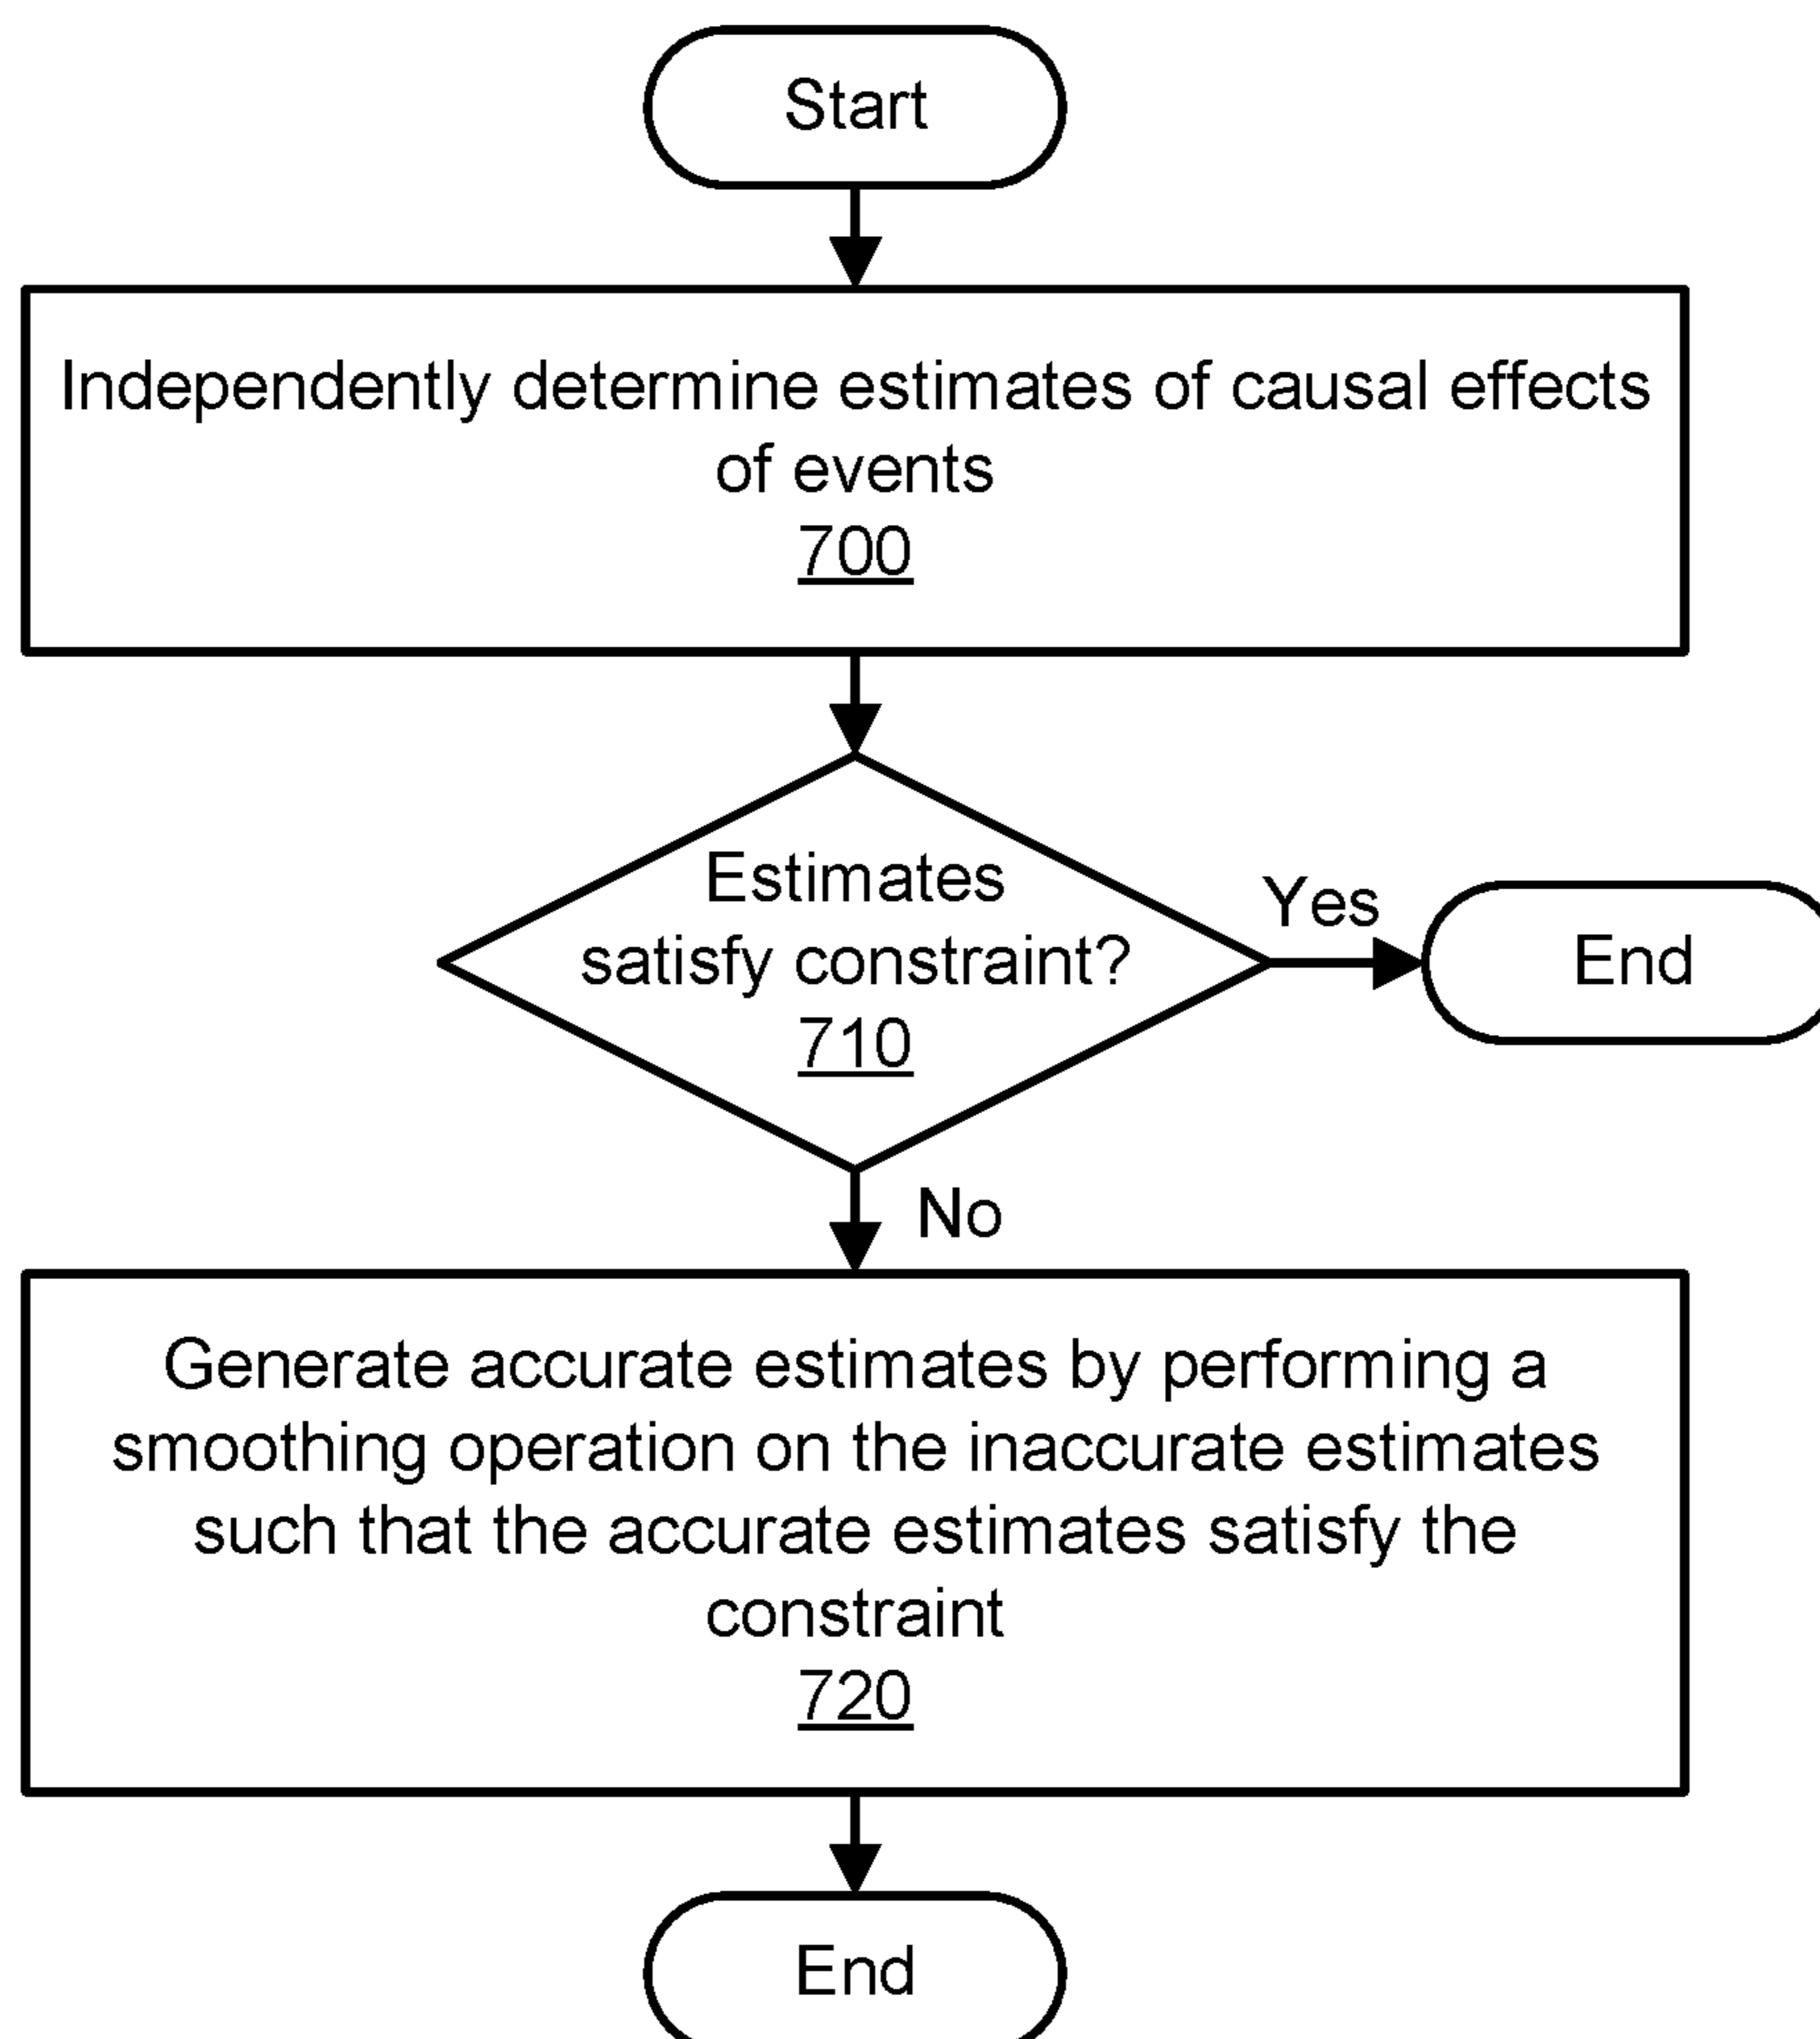 Start
Independently determine estimates of causal effects
of events
700
Estimates
satisfy constraint?
710
Yes
End
No
Generate accurate estimates by performing a
smoothing operation on the inaccurate estimates
such that the accurate estimates satisfy the
constraint
720
End